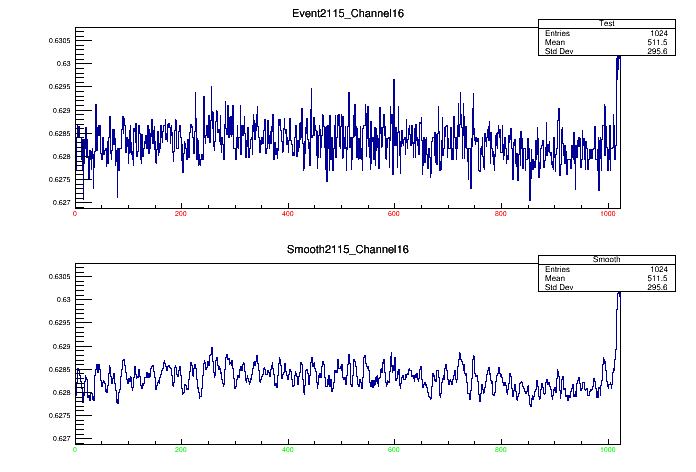 Event2115_Channel16
Test
Entries 1024
Mean 511.5
Std Dev 295.6
0.6305
0.63
0.6295
0.629
0.6285
0.628
0.6275
0.627
0 200 400 600 800 1000
Smooth2115_Channel16
Smooth
Entries 1024
Mean 511.5
Std Dev 295.6
0.6305
0.63
0.6295
0.629
0.6285
0.628
0.6275
0.627
0 200 400 600 800 1000